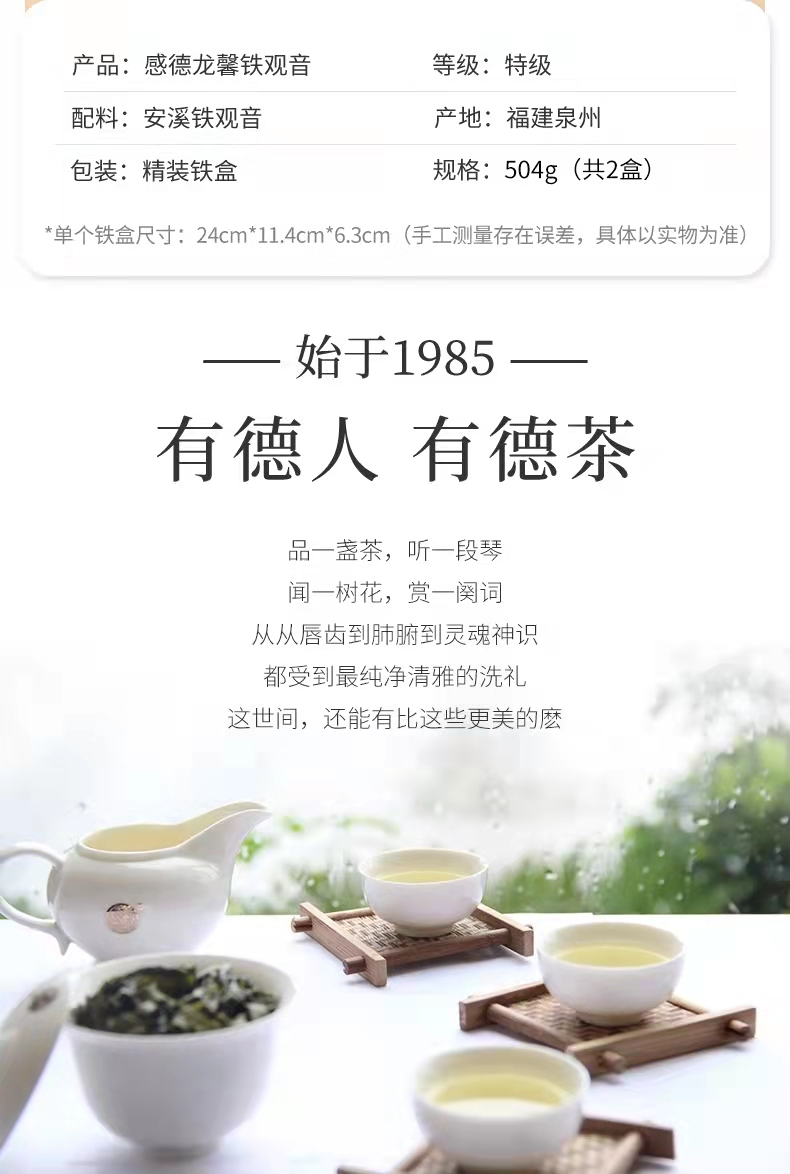 产品：感德龙馨铁观音 等级：特级
配料：安溪铁观音 产地：福建泉州
包装：精装铁盒 规格：504g（共2盒）
*单个铁盒尺寸：24cm*11.4cm*6.3cm（手工测量存在误差，具体以实物为准）
始于1985
有德人 有德茶
品一盏茶，听一段琴
闻一树花，赏一阕词
从从唇齿到肺腑到灵魂神识
都受到最纯净清雅的洗礼
这世间，还能有比这些更美的麽